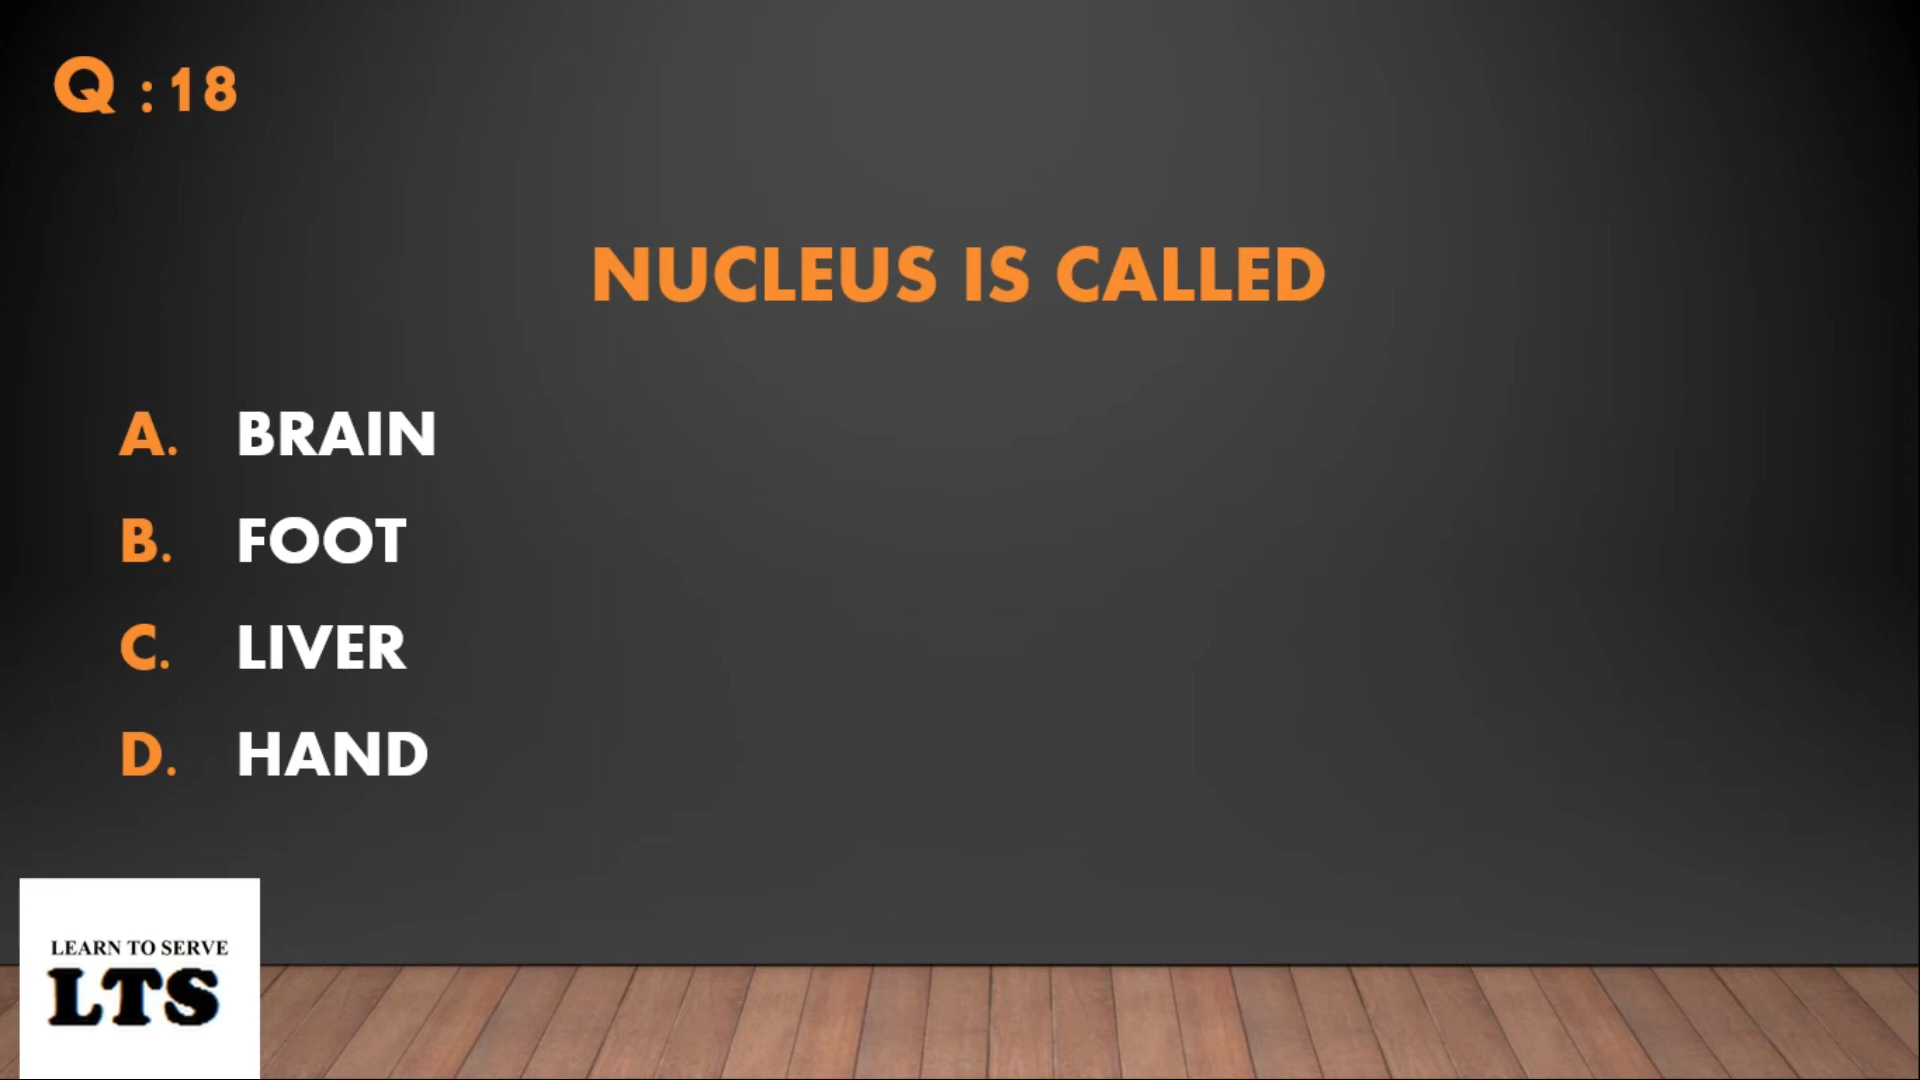 Q :18
NUCLEUS IS CALLED
A. BRAIN
B. FOOT
C. LIVER
D. HAND
LEARN TO SERVE
LTS